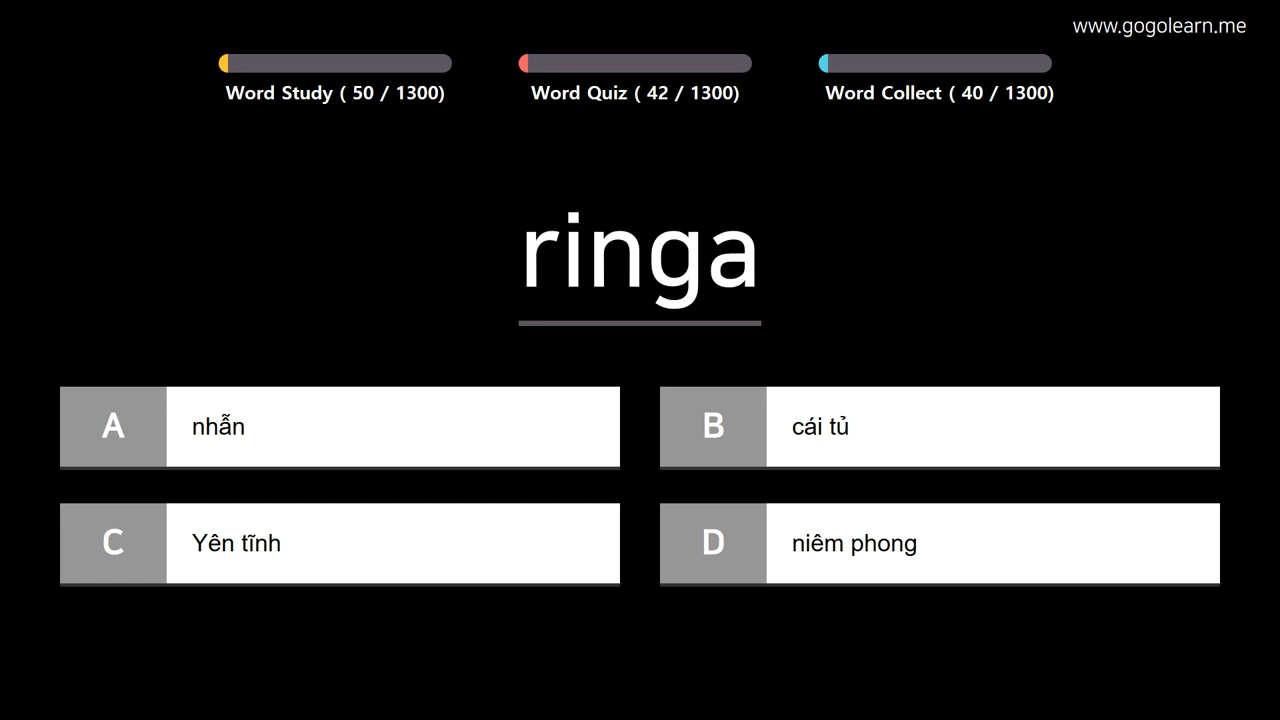 www.gogolearn.me
Word Study ( 50 / 1300)
Word Quiz ( 42 / 1300)
Word Collect ( 40 / 1300)
ringa
A nhẫn
B cái tủ
C Yên tĩnh
D niêm phong